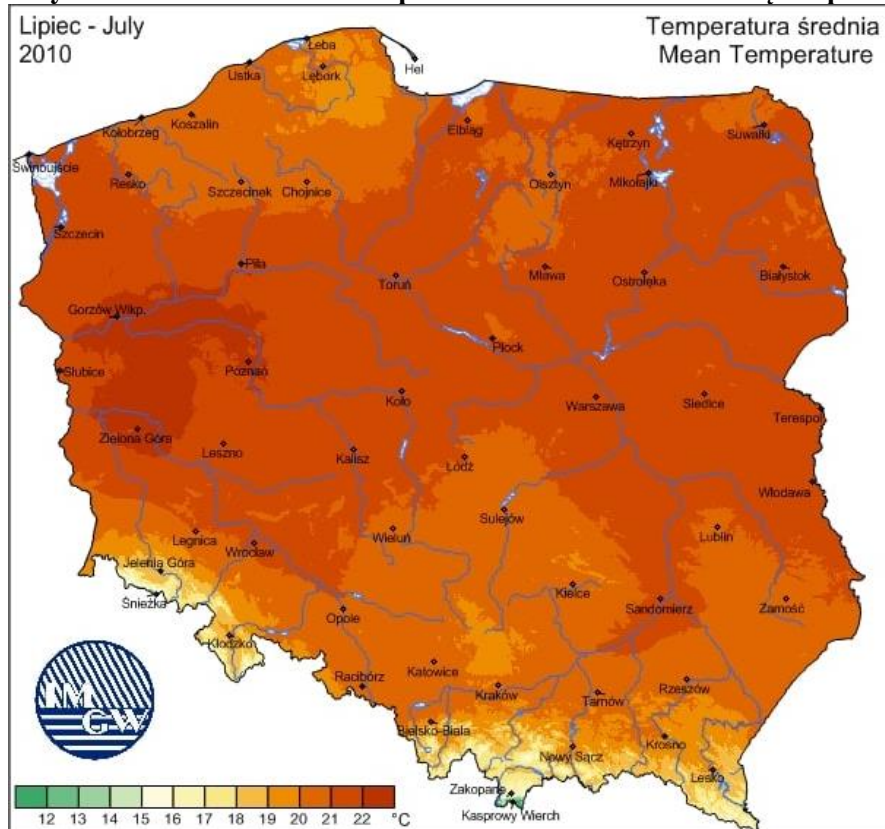 Lipiec - July
2010
Temperatura średnia
Mean Temperature
Łeba
Hel
Ustka
Lębork
Koszalin
Kołobrzeg
Elbląg
Kętrzyn
Suwałki
Świnoujście
Resko
Szczecinek
Chojnice
Olsztyn
Mikołajki
Szczecin
Piła
Toruń
Mława
Ostrołęka
Białystok
Gorzów Wlkp.
Płock
Słubice
Poznań
Koło
Warszawa
Siedlce
Terespol
Zielona Góra
Leszno
Kalisz
Łódź
Włodawa
Sulejów
Legnica
Wrocław
Wieluń
Lublin
Jelenia Góra
Śnieżka
Kielce
Sandomierz
Zamość
Opole
Kłodzko
Katowice
Racibórz
Kraków
Tarnów
Rzeszów
Bielsko-Biała
Nowy Sącz
Krosno
Lesko
Zakopane
Kasprowy Wierch
IM
GW
12 13 14 15 16 17 18 19 20 21 22 °C